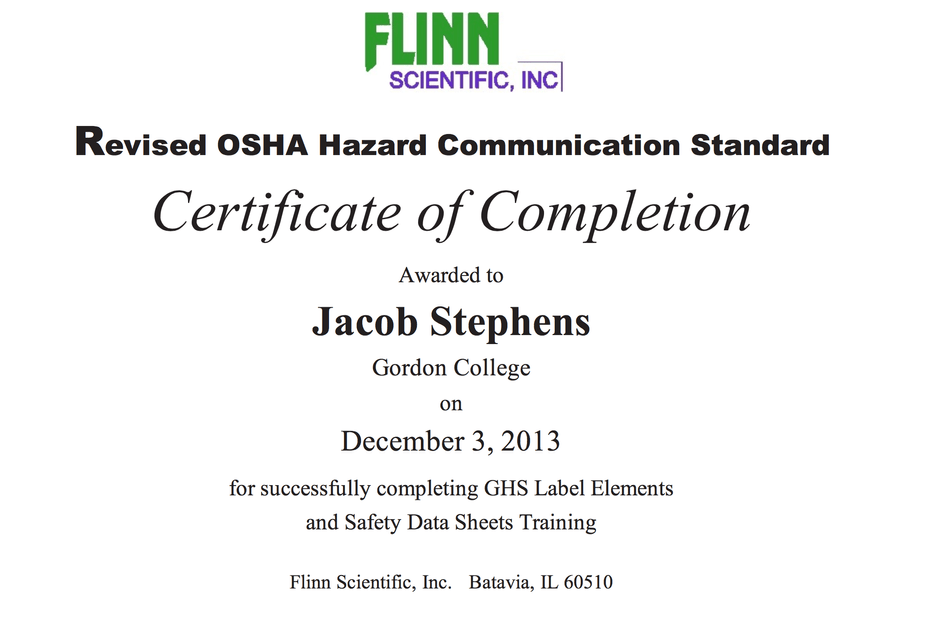 FLINN
SCIENTIFIC, INC
Revised OSHA Hazard Communication Standard
Certificate of Completion
Awarded to
Jacob Stephens
Gordon College
on
December 3, 2013
for successfully completing GHS Label Elements
and Safety Data Sheets Training
Flinn Scientific, Inc. Batavia, IL 60510